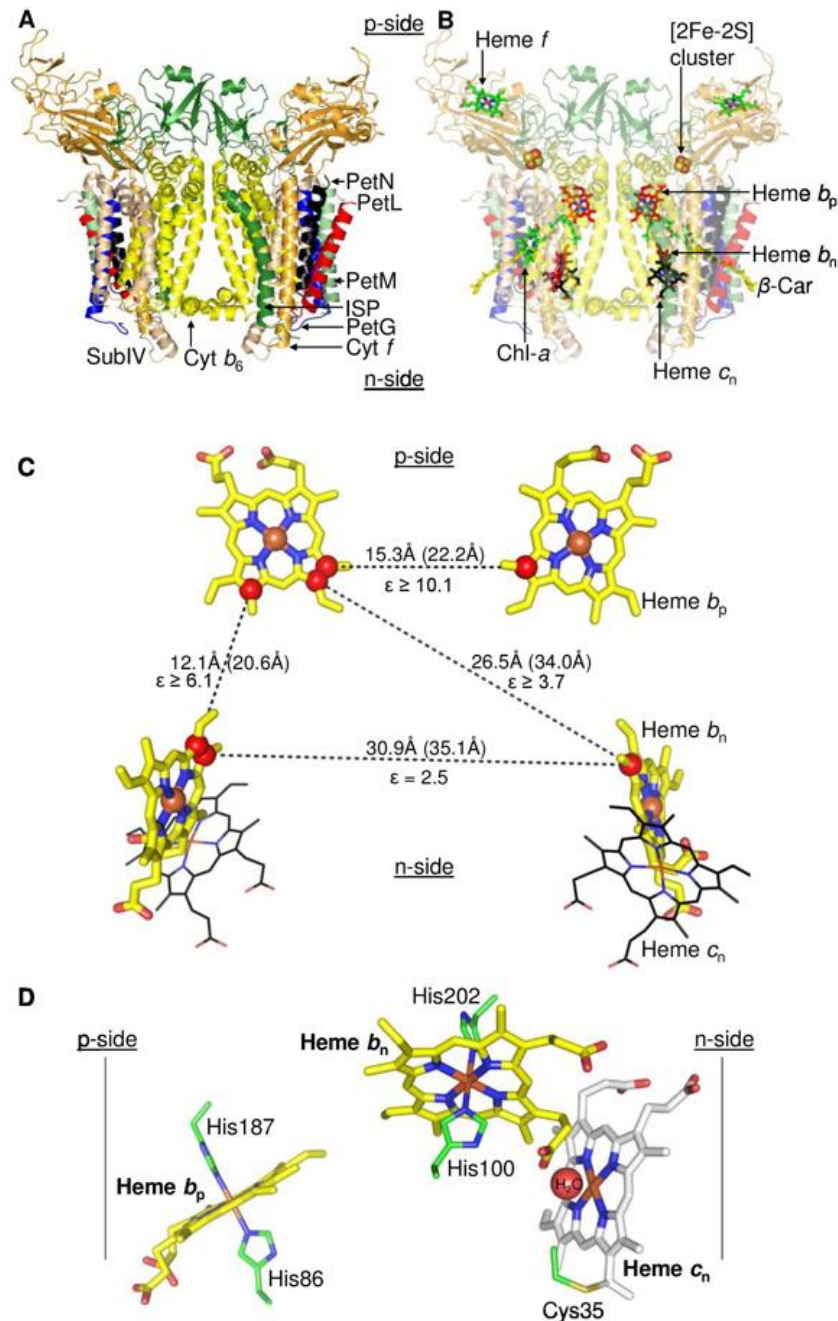 A
p-side
PetN
PetL
PetM
ISP
PetG
Cyt f
SubIV
Cyt b6
n-side
B
Heme f
[2Fe-2S]
cluster
Heme bp
Heme bn
β-Car
Chl-a
Heme cn
C
p-side
15.3Å (22.2Å)
ε ≥ 10.1
Heme bp
12.1Å (20.6Å)
ε ≥ 6.1
26.5Å (34.0Å)
ε ≥ 3.7
Heme bn
30.9Å (35.1Å)
ε = 2.5
n-side
Heme cn
D
p-side
His202
Heme bn
n-side
His187
Heme bp
His100
H2O
His86
Heme cn
Cys35